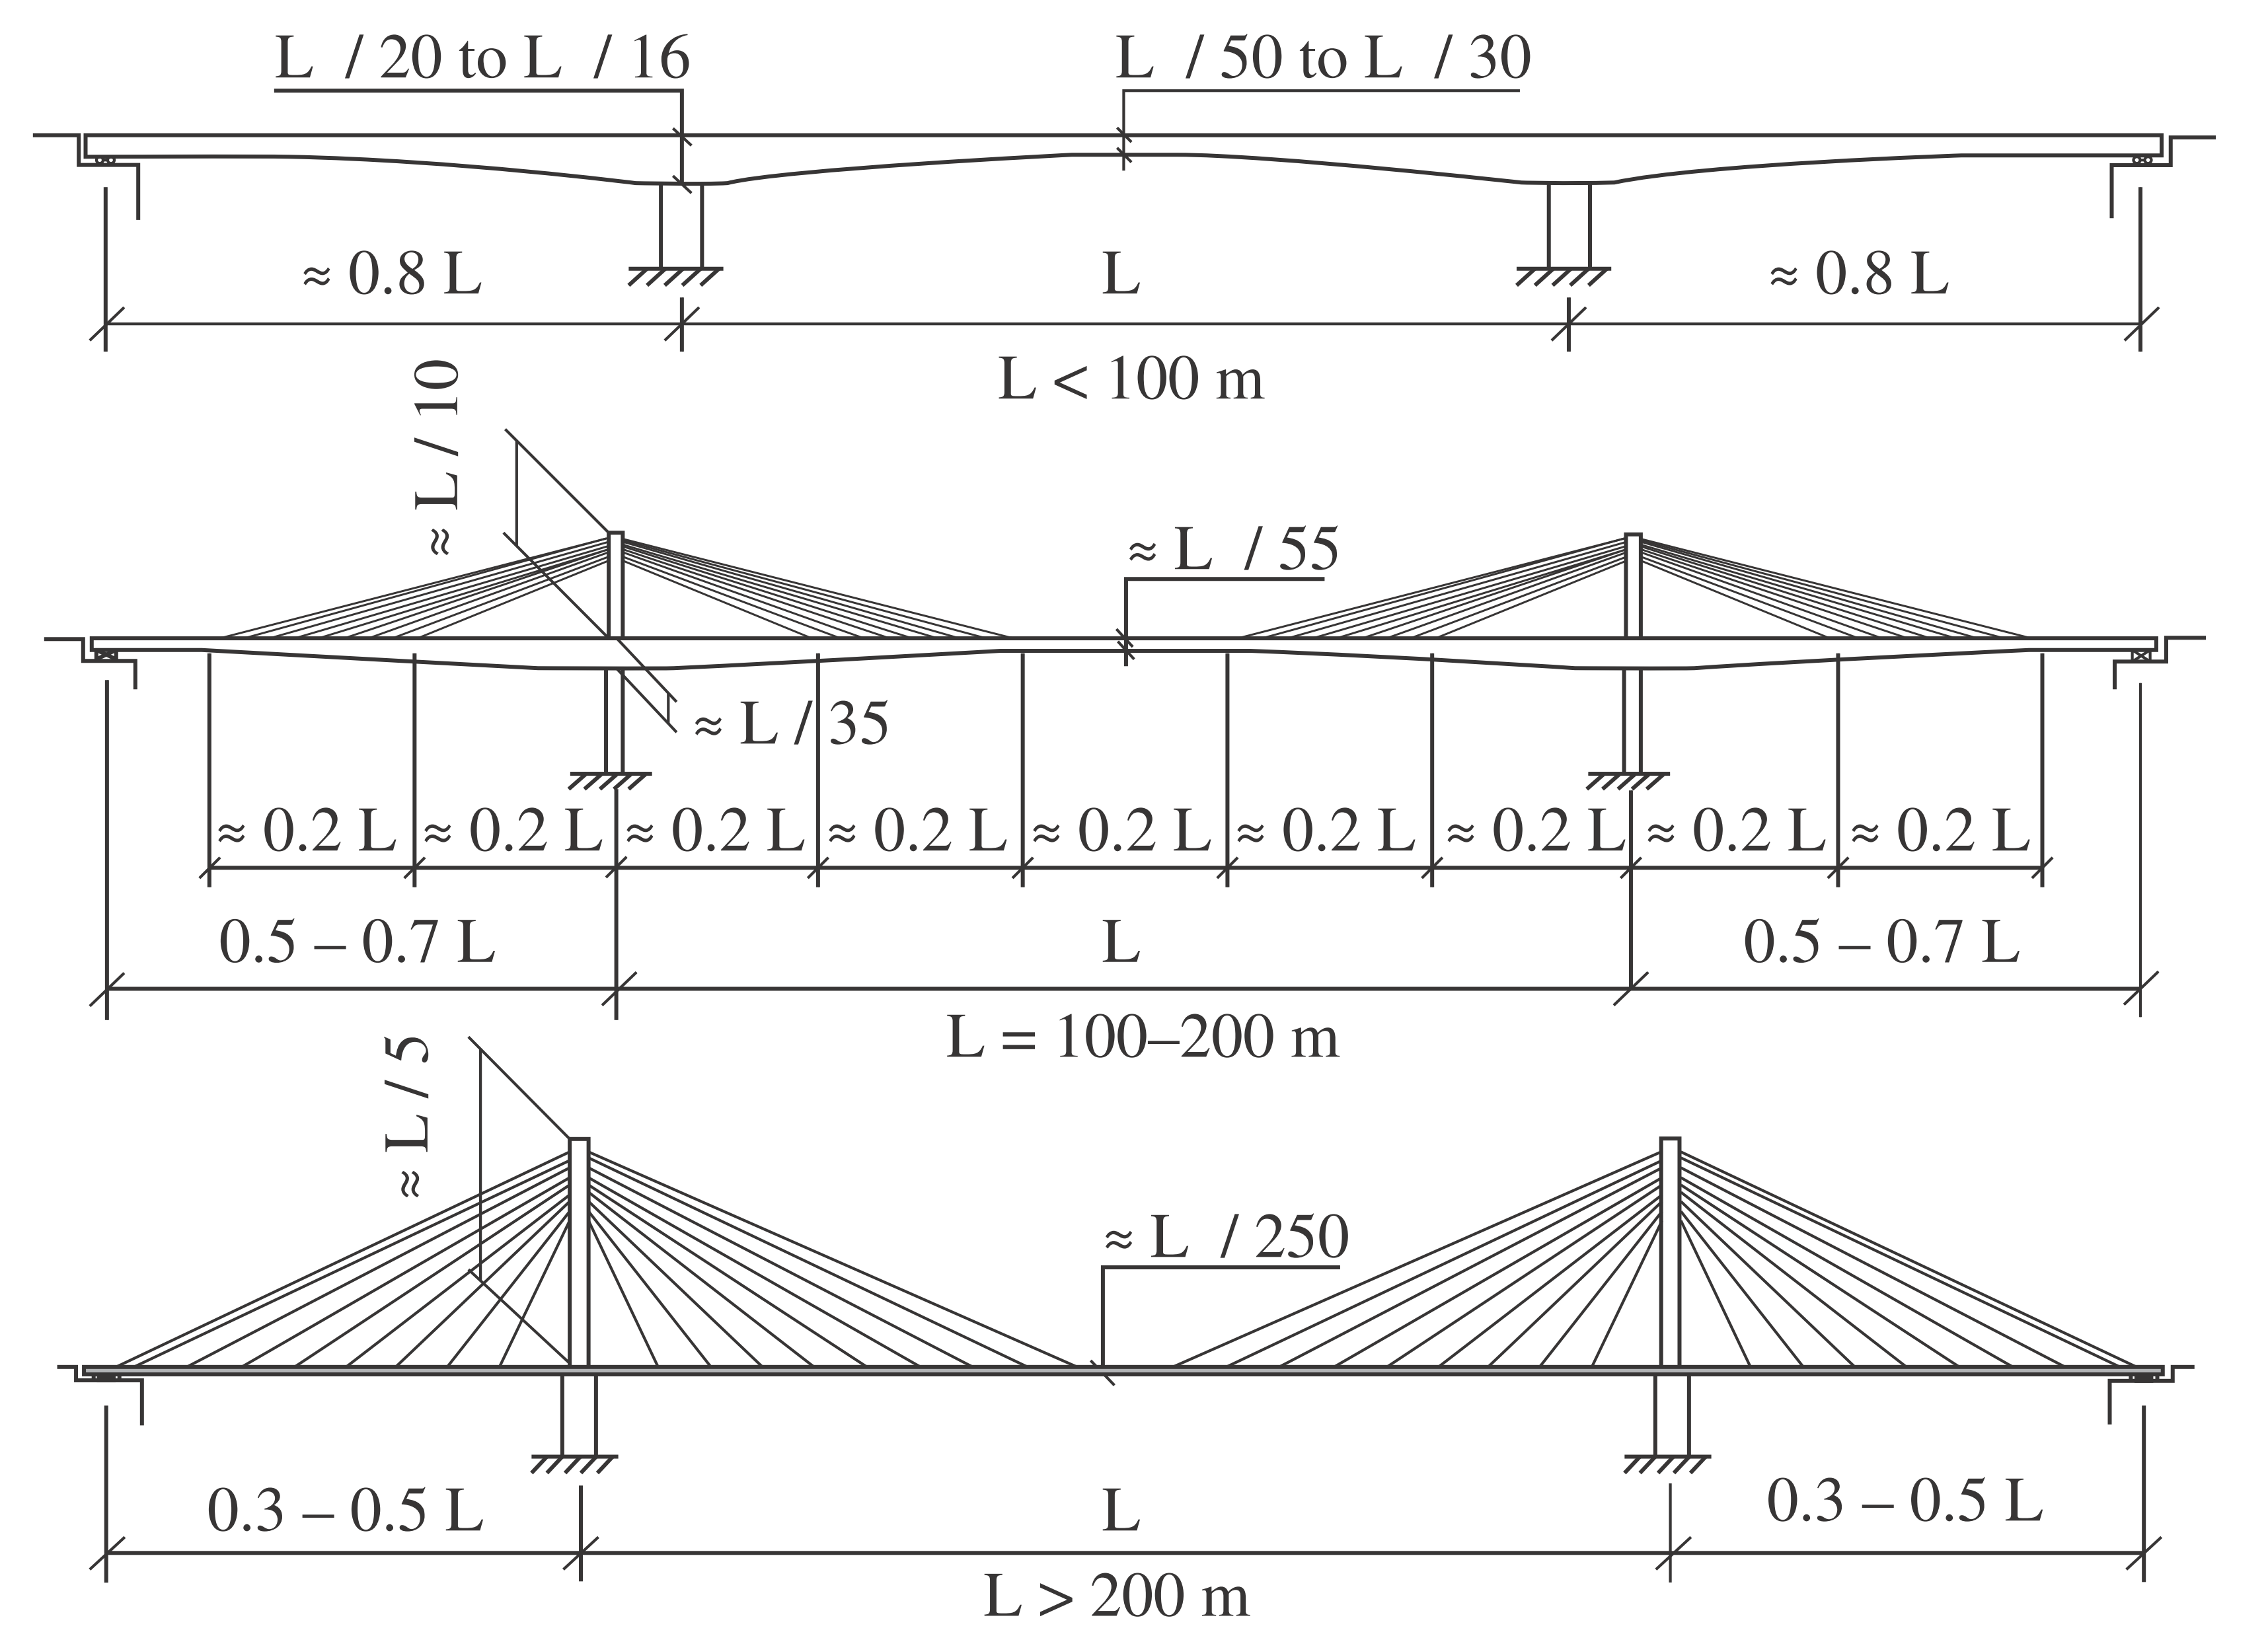 L / 20 to L / 16
L / 50 to L / 30
≈ 0.8 L
L
≈ 0.8 L
L < 100 m
≈ L / 10
≈ L / 55
≈ L / 35
≈ 0.2 L
≈ 0.2 L
≈ 0.2 L
≈ 0.2 L
≈ 0.2 L
≈ 0.2 L
≈ 0.2 L
≈ 0.2 L
≈ 0.2 L
0.5 – 0.7 L
L
0.5 – 0.7 L
L = 100–200 m
≈ L / 5
≈ L / 250
0.3 – 0.5 L
L
0.3 – 0.5 L
L > 200 m